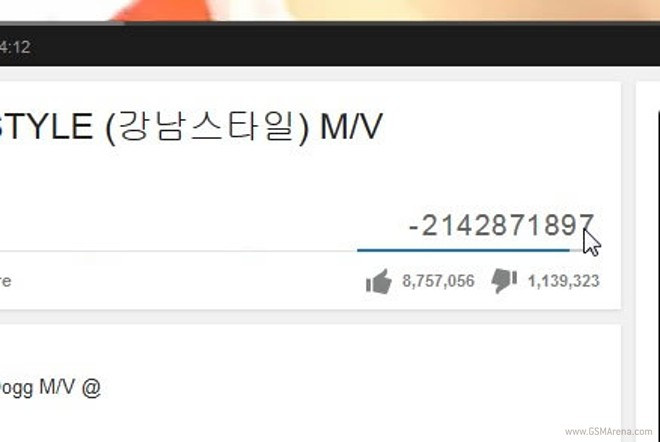 4:12
STYLE (강남스타일) M/V
-2142871897
re
8,757,056 1,139,323
ogg M/V @
www.GSMArena.com